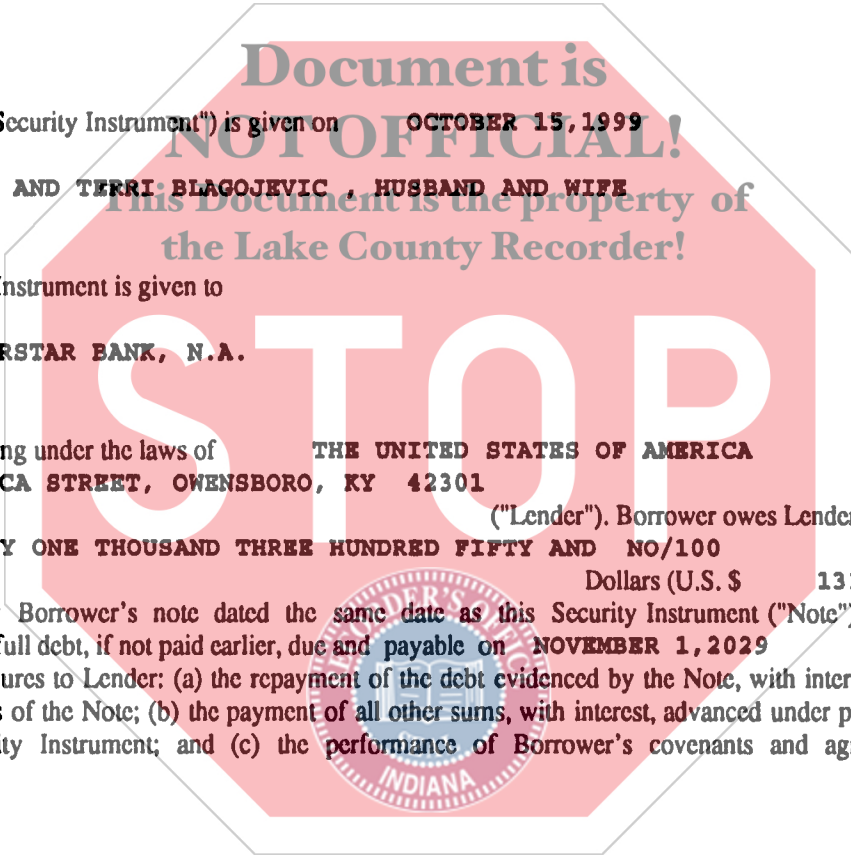 Document is
Security Instrument") is given on OCTOBER 15,1999
NOT OFFICIAL!
AND TERRI BLAGOJEVIC , HUSBAND AND WIFE
This Document is the property of
the Lake County Recorder!
Instrument is given to
STOP
RSTAR BANK, N.A.
ng under the laws of THE UNITED STATES OF AMERICA
CA STREET, OWENSBORO, KY 42301
("Lender"). Borrower owes Lender
Y ONE THOUSAND THREE HUNDRED FIFTY AND NO/100
Dollars (U.S. $ 131
Borrower's note dated the same date as this Security Instrument ("Note")
full debt, if not paid earlier, due and payable on NOVEMBER 1,2029
ures to Lender: (a) the repayment of the debt evidenced by the Note, with inter
s of the Note; (b) the payment of all other sums, with interest, advanced under p
ity Instrument; and (c) the performance of Borrower's covenants and ag
INDIANA